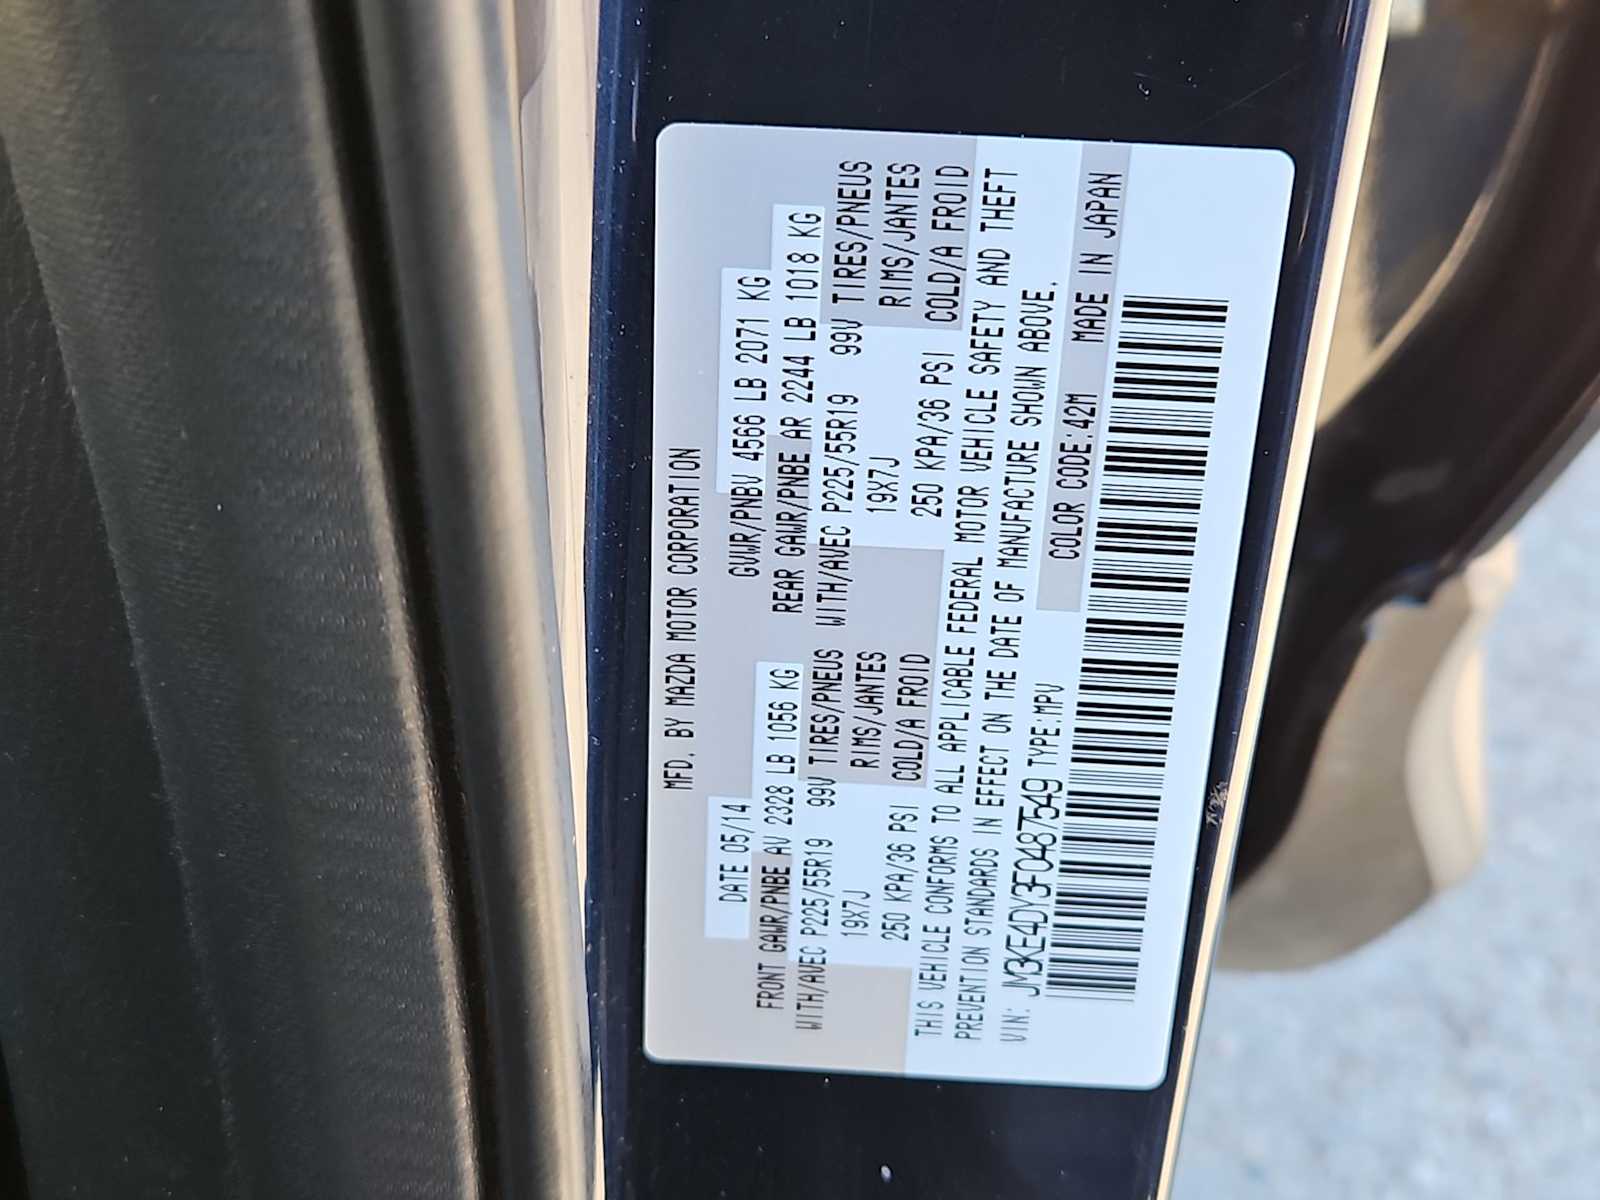 MFD. BY MAZDA MOTOR CORPORATION
DATE 05/14 GVWR/PNBV 4566 LB 2071 KG
FRONT GAWR/PNBE AV 2328 LB 1056 KG REAR GAWR/PNBE AR 2244 LB 1018 KG
WITH/AVEC P225/55R19 99V TIRES/PNEUS WITH/AVEC P225/55R19 99V TIRES/PNEUS
19X7J RIMS/JANTES 19X7J RIMS/JANTES
250 KPA/36 PSI COLD/A FROID 250 KPA/36 PSI COLD/A FROID
THIS VEHICLE CONFORMS TO ALL APPLICABLE FEDERAL MOTOR VEHICLE SAFETY AND THEFT
PREVENTION STANDARDS IN EFFECT ON THE DATE OF MANUFACTURE SHOWN ABOVE.
VIN: JM3KE4DY3F0487549 TYPE:MPV COLOR CODE:42M MADE IN JAPAN